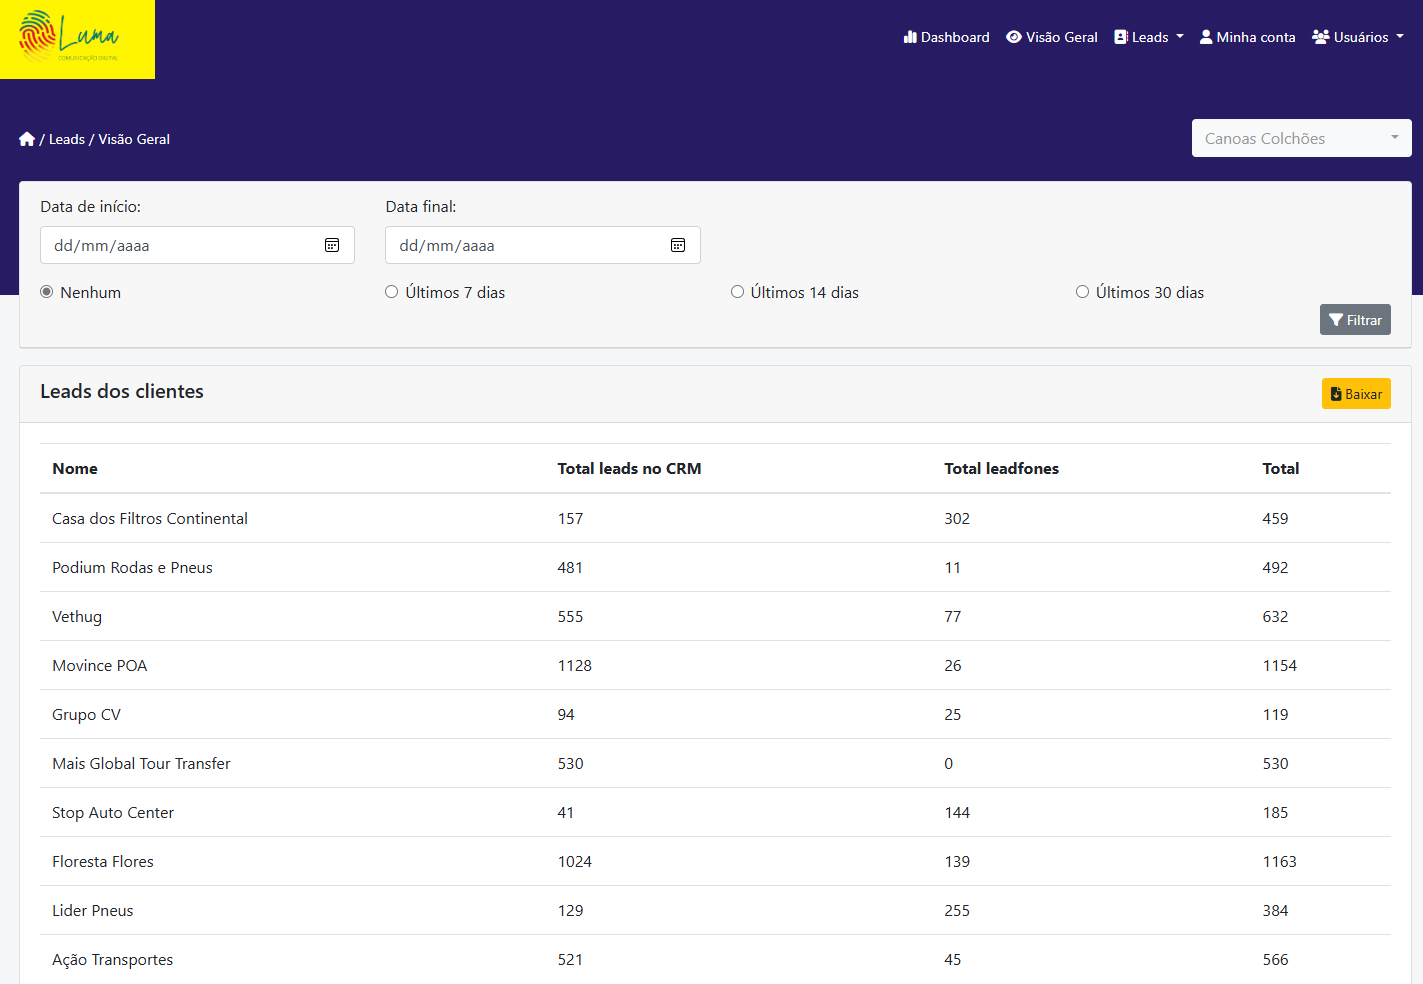 Luma
COMUNICAÇÃO DIGITAL
Dashboard Visão Geral Leads Minha conta Usuários
/ Leads / Visão Geral
Canoas Colchões
Data de início: Data final:
dd/mm/aaaa dd/mm/aaaa
Nenhum Últimos 7 dias Últimos 14 dias Últimos 30 dias
Filtrar
Leads dos clientes
Baixar
Nome Total leads no CRM Total leadfones Total
Casa dos Filtros Continental 157 302 459
Podium Rodas e Pneus 481 11 492
Vethug 555 77 632
Movince POA 1128 26 1154
Grupo CV 94 25 119
Mais Global Tour Transfer 530 0 530
Stop Auto Center 41 144 185
Floresta Flores 1024 139 1163
Lider Pneus 129 255 384
Ação Transportes 521 45 566